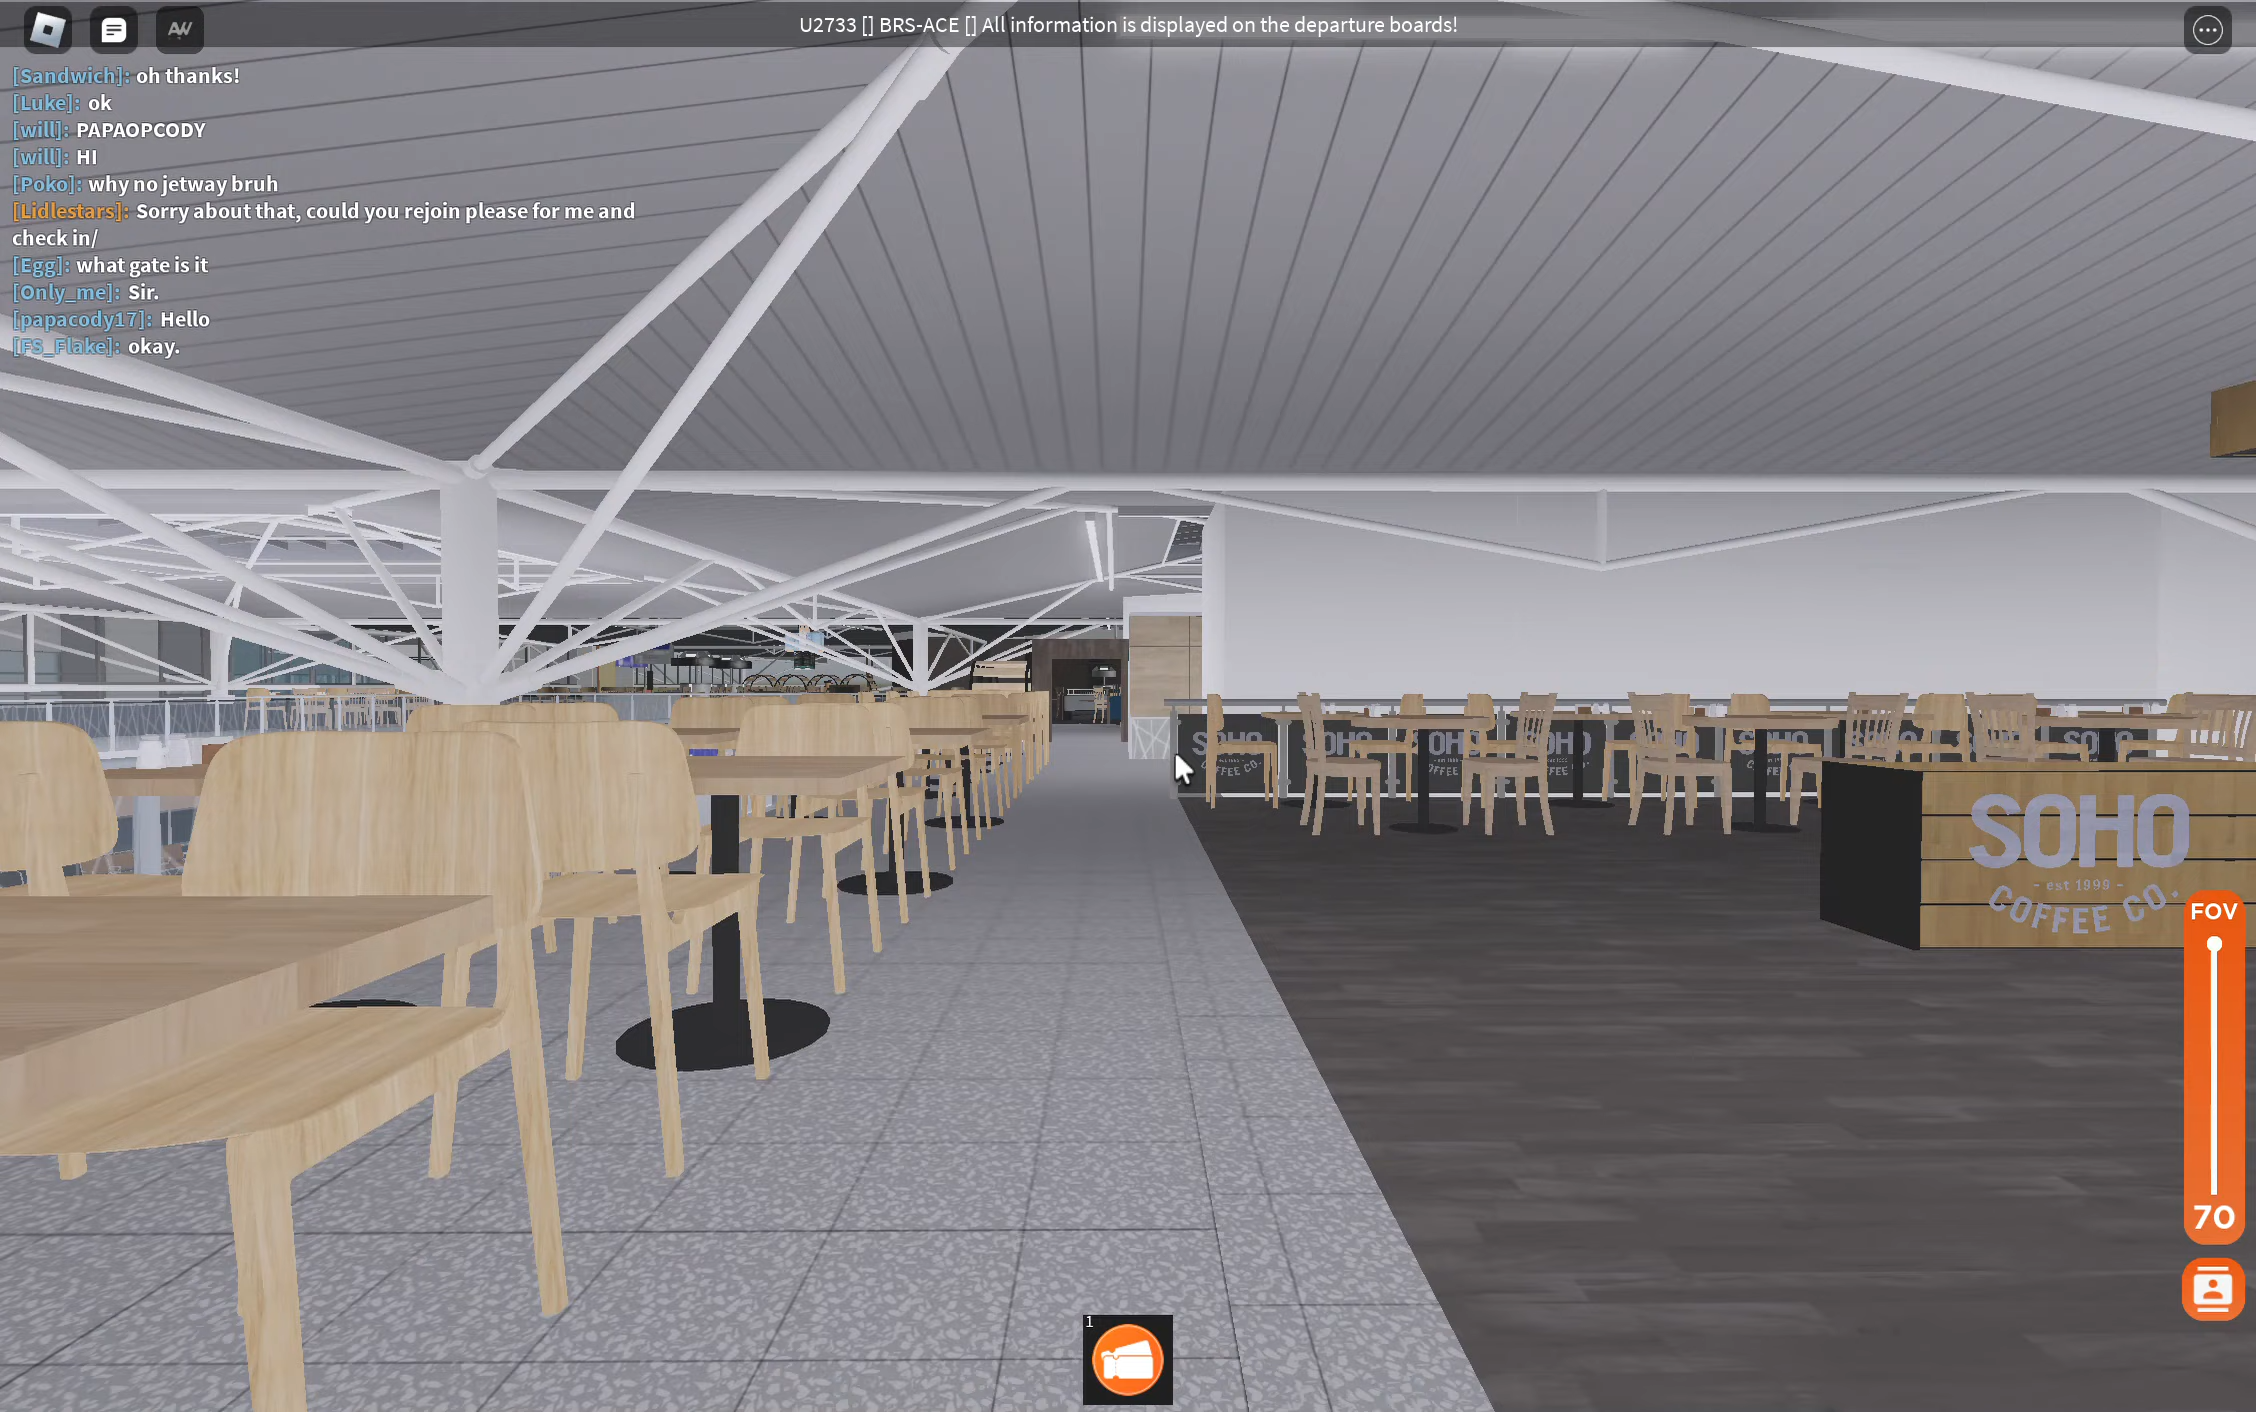 U2733 [] BRS-ACE [] All information is displayed on the departure boards!
[Sandwich]: oh thanks!
[Luke]: ok
[will]: PAPAOPCODY
[will]: HI
[Poko]: why no jetway bruh
[Lidlestars]: Sorry about that, could you rejoin please for me and
check in/
[Egg]: what gate is it
[Only_me]: Sir.
[papacody17]: Hello
[FS_Flake]: okay.
SOHO
COFFEE CO.
SOHO
- est 1999 -
COFFEE CO.
FOV
70
1